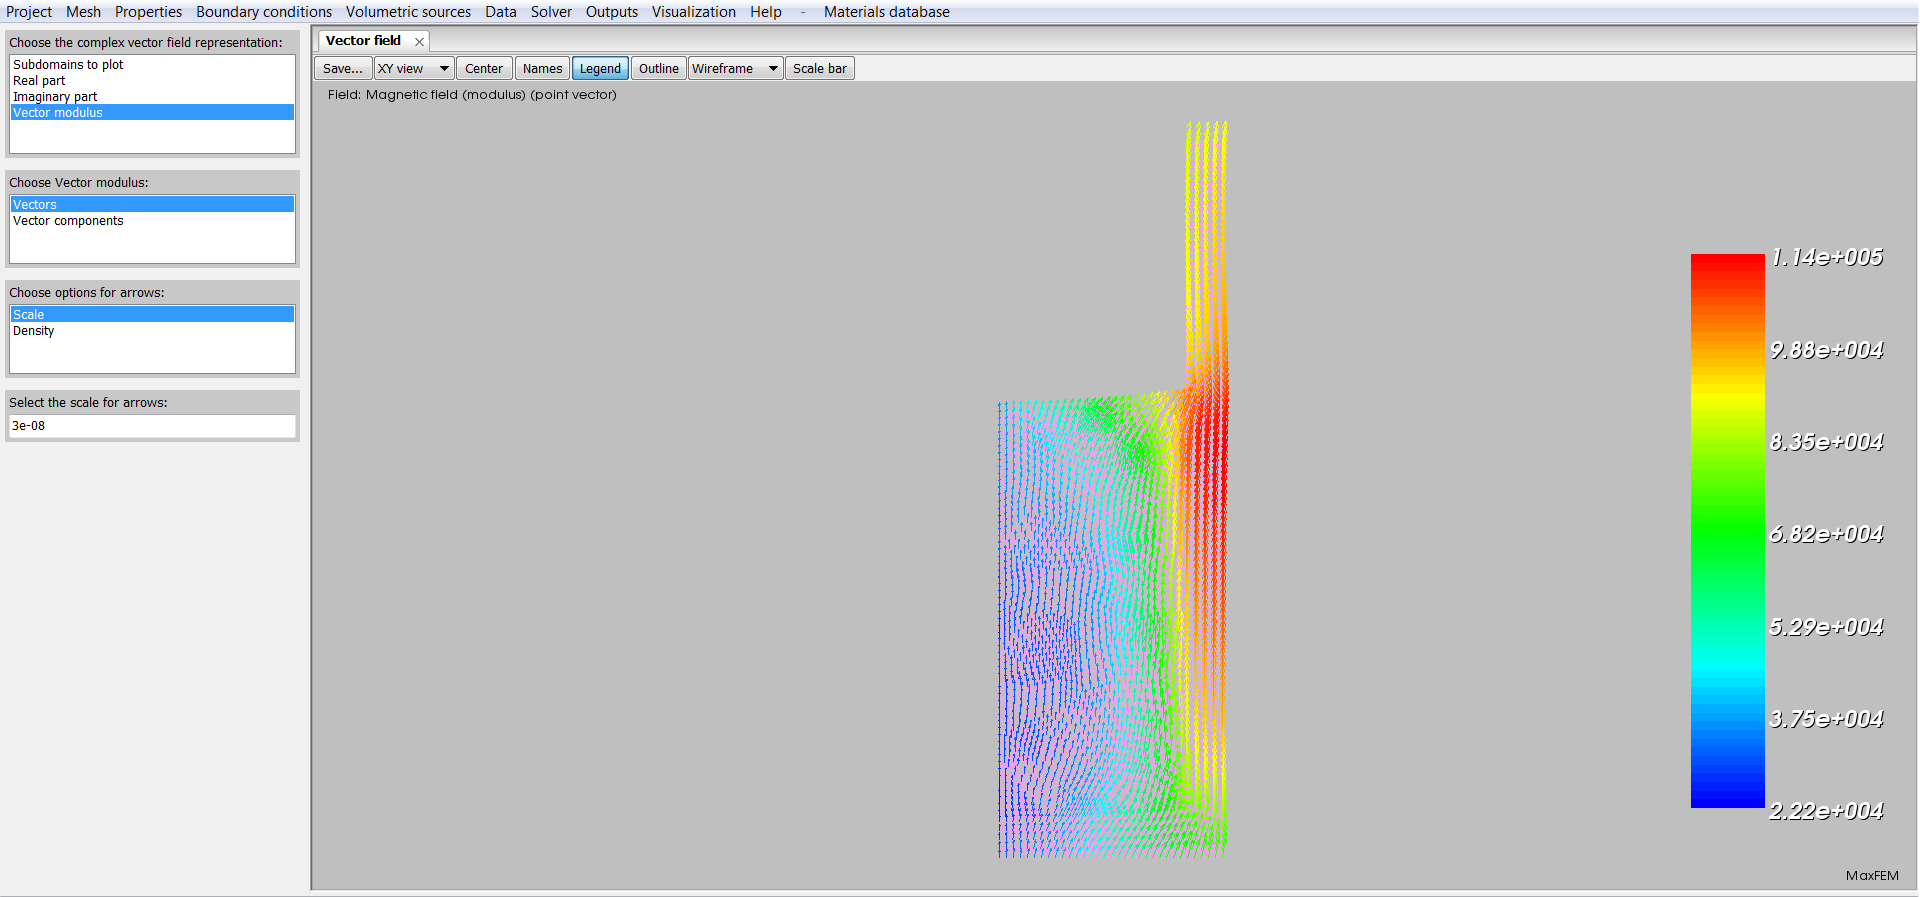 Project Mesh Properties Boundary conditions Volumetric sources Data Solver Outputs Visualization Help - Materials database
Choose the complex vector field representation:
Subdomains to plot
Real part
Imaginary part
Vector modulus
Choose Vector modulus:
Vectors
Vector components
Choose options for arrows:
Scale
Density
Select the scale for arrows:
3e-08
Vector field
Save... XY view Center Names Legend Outline Wireframe Scale bar
Field: Magnetic field (modulus) (point vector)
1.14e+005
9.88e+004
8.35e+004
6.82e+004
5.29e+004
3.75e+004
2.22e+004
MaxFEM